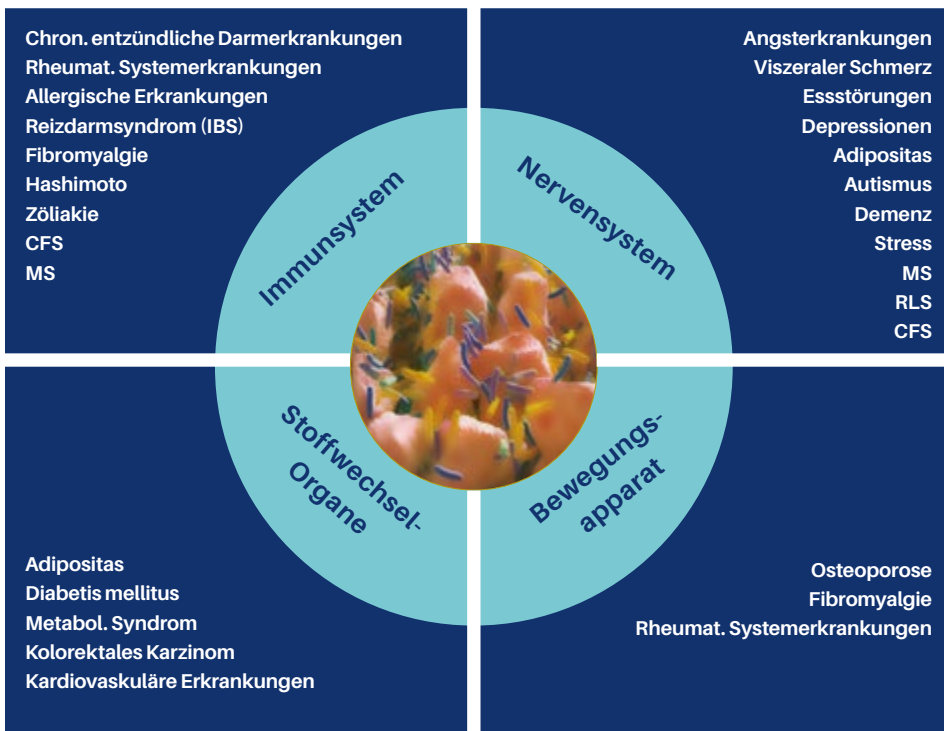 Chron. entzündliche Darmerkrankungen
Rheumat. Systemerkrankungen
Allergische Erkrankungen
Reizdarmsyndrom (IBS)
Fibromyalgie
Hashimoto
Zöliakie
CFS
MS
Immunsystem
Angsterkrankungen
Viszeraler Schmerz
Essstörungen
Depressionen
Adipositas
Autismus
Demenz
Stress
MS
RLS
CFS
Nervensystem
Stoffwechsel-
Organe
Adipositas
Diabetis mellitus
Metabol. Syndrom
Kolorektales Karzinom
Kardiovaskuläre Erkrankungen
Bewegungs-
apparat
Osteoporose
Fibromyalgie
Rheumat. Systemerkrankungen